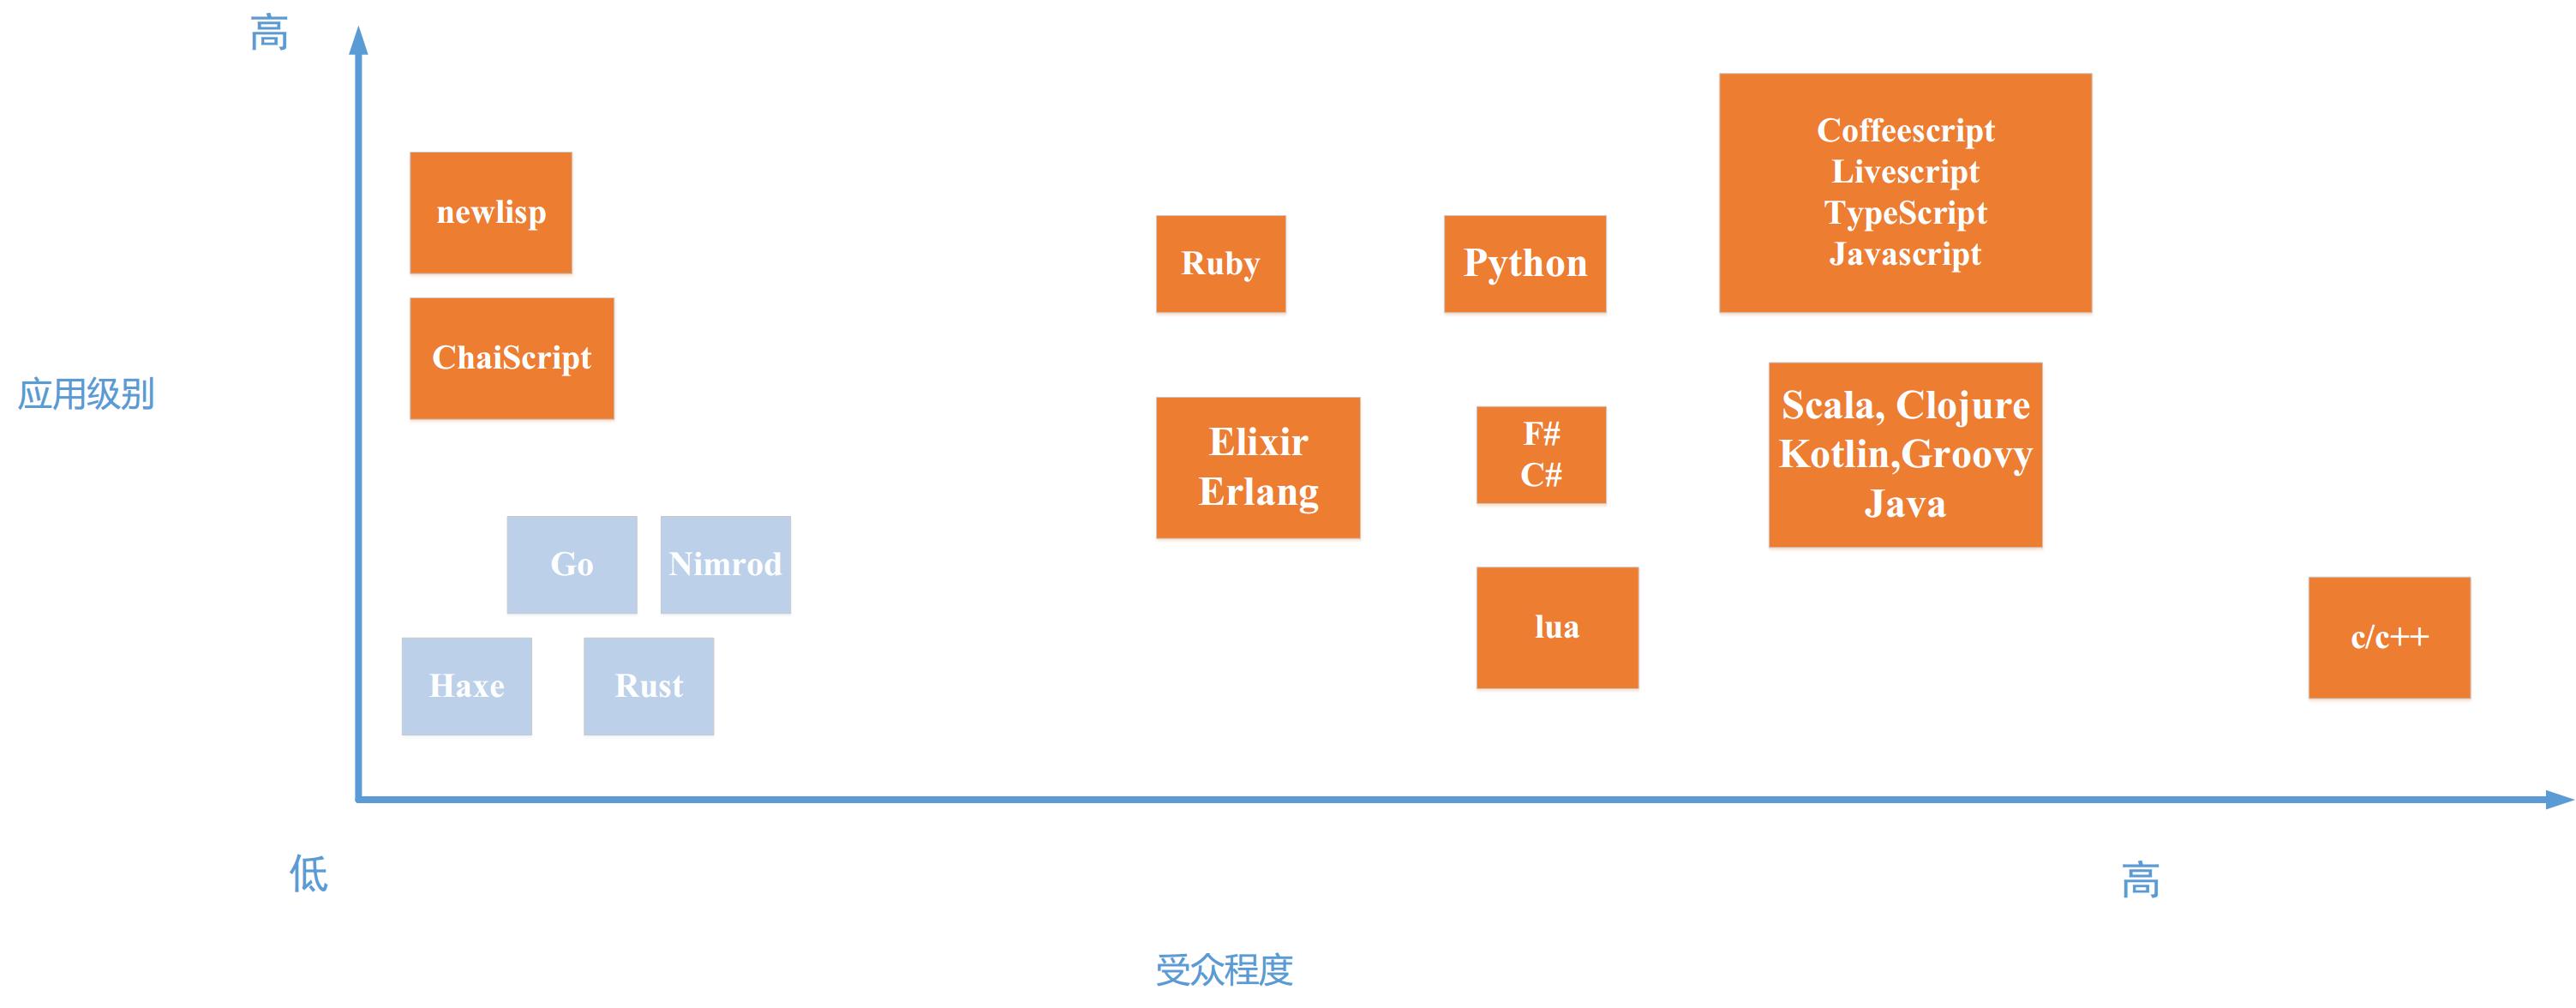 高
Coffeescript
Livescript
TypeScript
Javascript
newlisp
Ruby
Python
ChaiScript
应用级别
Elixir
Erlang
F#
C#
Scala, Clojure
Kotlin,Groovy
Java
Go
Nimrod
lua
c/c++
Haxe
Rust
低
高
受众程度